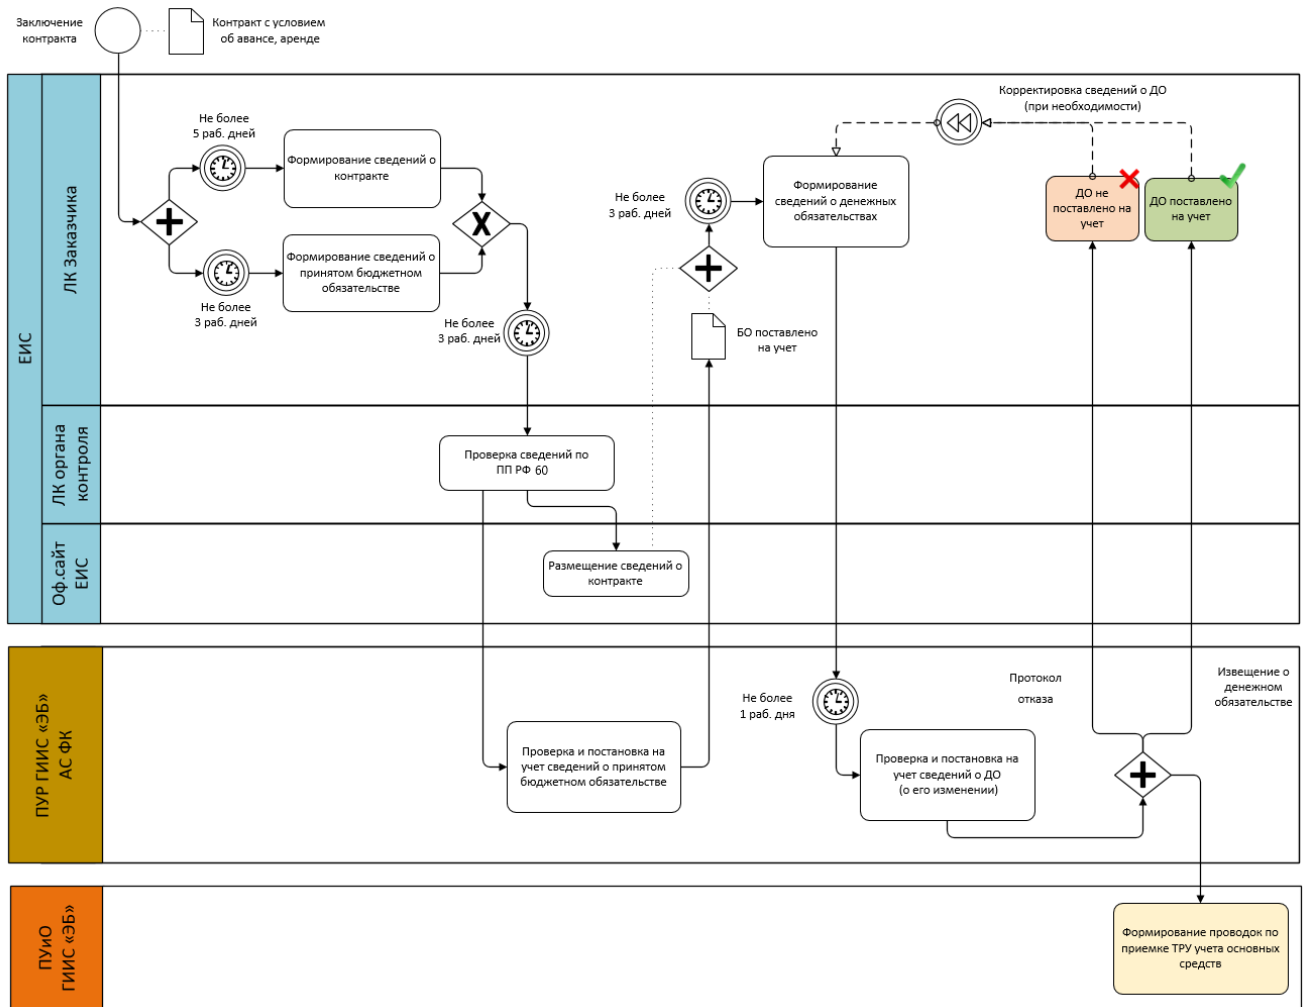 Заключение
контракта
Контракт с условием
об авансе, аренде
ЕИС
ЛК Заказчика
Не более
5 раб. дней
Формирование сведений о
контракте
Не более
3 раб. дней
Формирование сведений о
принятом бюджетном
обязательстве
X
Не более
3 раб. дней
Не более
3 раб. дней
БО поставлено
на учет
Формирование
сведений о денежных
обязательствах
Корректировка сведений о ДО
(при необходимости)
ДО не
поставлено на
учет
ДО поставлено
на учет
ЛК органа
контроля
Проверка сведений по
ПП РФ 60
Оф.сайт
ЕИС
Размещение сведений о
контракте
ПУР ГИИС «ЭБ»
АС ФК
Проверка и постановка на
учет сведений о принятом
бюджетном обязательстве
Не более
1 раб. дня
Проверка и постановка на
учет сведений о ДО
(о его изменении)
Протокол
отказа
Извещение о
денежном
обязательстве
ПУиО
ГИИС «ЭБ»
Формирование проводок по
приемке ТРУ учета основных
средств